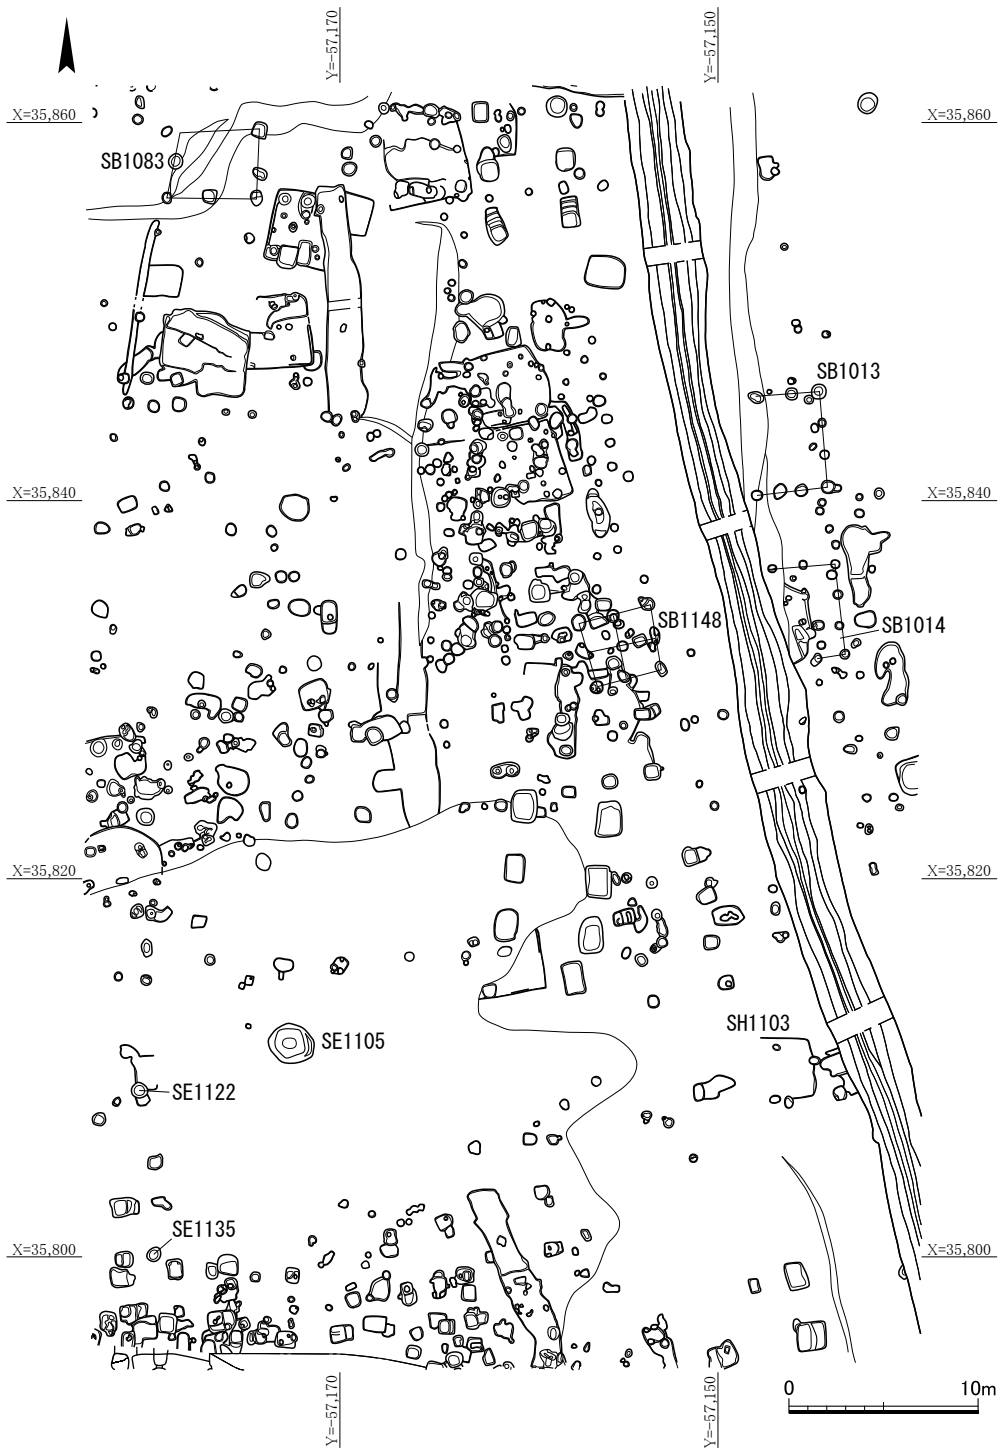 Y=-57,170
Y=-57,150
X=35,860
X=35,860
SB1083
SB1013
X=35,840
X=35,840
SB1148
SB1014
X=35,820
X=35,820
SH1103
SE1105
SE1122
SE1135
X=35,800
X=35,800
Y=-57,170
Y=-57,150
0
10m